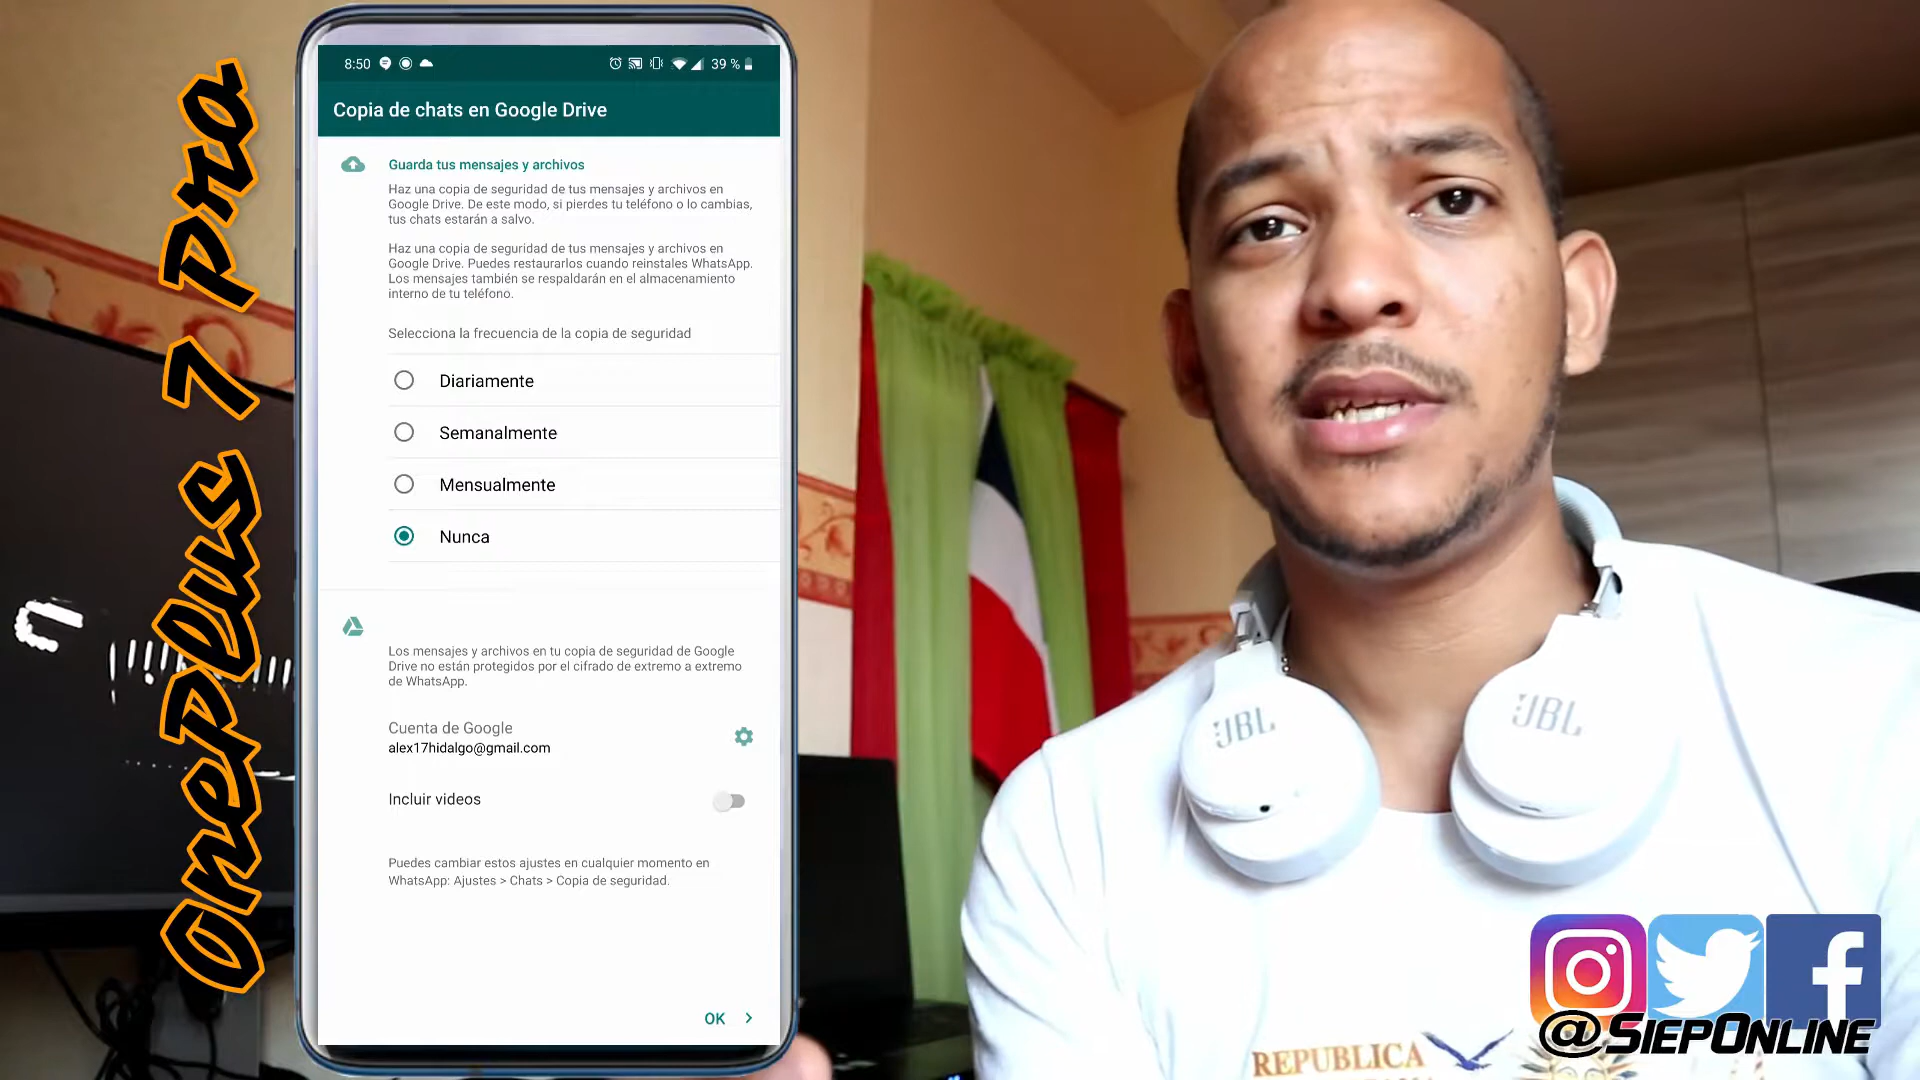 OnePlus 7 Pro
8:50
39 %
Copia de chats en Google Drive
Guarda tus mensajes y archivos
Haz una copia de seguridad de tus mensajes y archivos en
Google Drive. De este modo, si pierdes tu teléfono o lo cambias,
tus chats estarán a salvo.
Haz una copia de seguridad de tus mensajes y archivos en
Google Drive. Puedes restaurarlos cuando reinstales WhatsApp.
Los mensajes también se respaldarán en el almacenamiento
interno de tu teléfono.
Selecciona la frecuencia de la copia de seguridad
Diariamente
Semanalmente
Mensualmente
Nunca
Los mensajes y archivos en tu copia de seguridad de Google
Drive no están protegidos por el cifrado de extremo a extremo
de WhatsApp.
Cuenta de Google
alex17hidalgo@gmail.com
Incluir videos
Puedes cambiar estos ajustes en cualquier momento en
WhatsApp: Ajustes > Chats > Copia de seguridad.
OK >
JBL
JBL
@SiepOnline
REPUBLICA